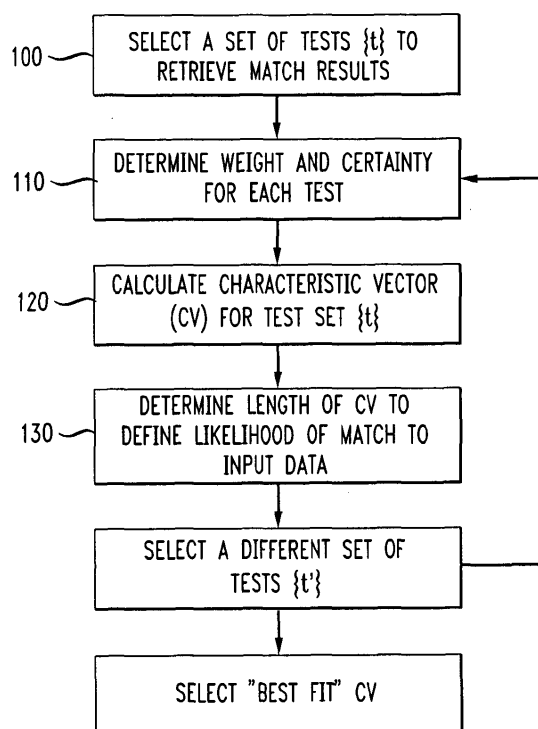 100
SELECT A SET OF TESTS {t} TO
RETRIEVE MATCH RESULTS
110
DETERMINE WEIGHT AND CERTAINTY
FOR EACH TEST
120
CALCULATE CHARACTERISTIC VECTOR
(CV) FOR TEST SET {t}
130
DETERMINE LENGTH OF CV TO
DEFINE LIKELIHOOD OF MATCH TO
INPUT DATA
SELECT A DIFFERENT SET OF
TESTS {t'}
SELECT "BEST FIT" CV